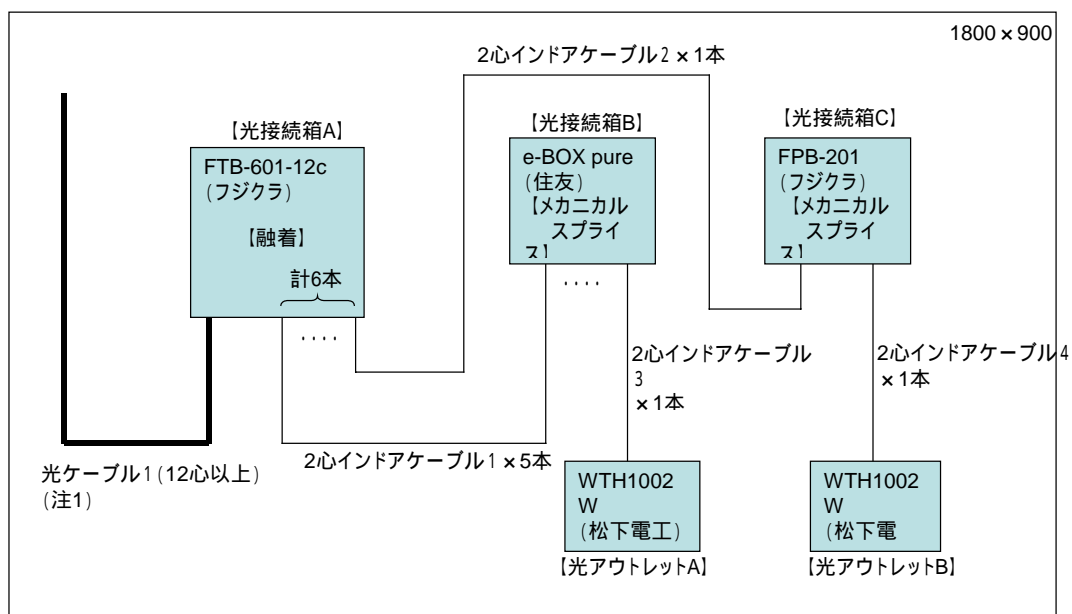 1800×900
2心インドアケーブル2×1本
【光接続箱A】
FTB-601-12c
(フジクラ)
【融着】
計6本
‥‥
【光接続箱B】
e-BOX pure
(住友)
【メカニカル
スプライ
ス】
‥‥
【光接続箱C】
FPB-201
(フジクラ)
【メカニカル
スプライ
ス】
2心インドアケーブル
3
×1本
2心インドアケーブル4
×1本
光ケーブル1(12心以上)
(注1)
2心インドアケーブル1×5本
WTH1002
W
(松下電工)
【光アウトレットA】
WTH1002
W
(松下電
【光アウトレットB】